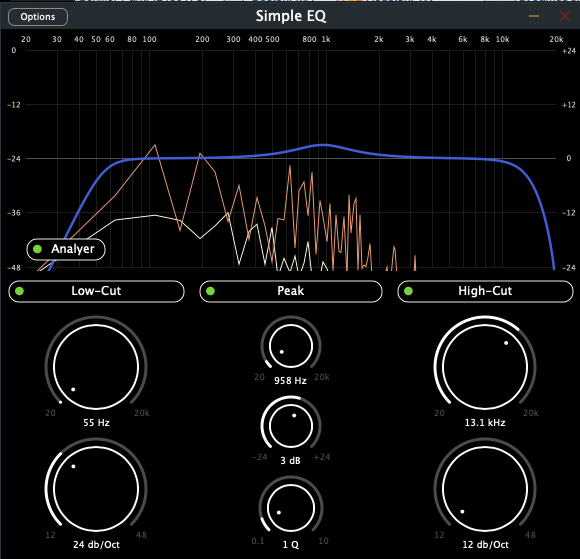 Options
Simple EQ
20 30 40 50 60 80 100 200 300 400 500 800 1k 2k 3k 4k 6k 8k 10k 20k
0 +24
-12 +12
-24 0
-36 -12
Analyer
-48 -24
Low-Cut Peak High-Cut
20 20k
958 Hz
20 20k 20 20k
55 Hz 13.1 kHz
-24 +24
3 dB
12 48 0.1 10 12 48
24 db/Oct 1 Q 12 db/Oct